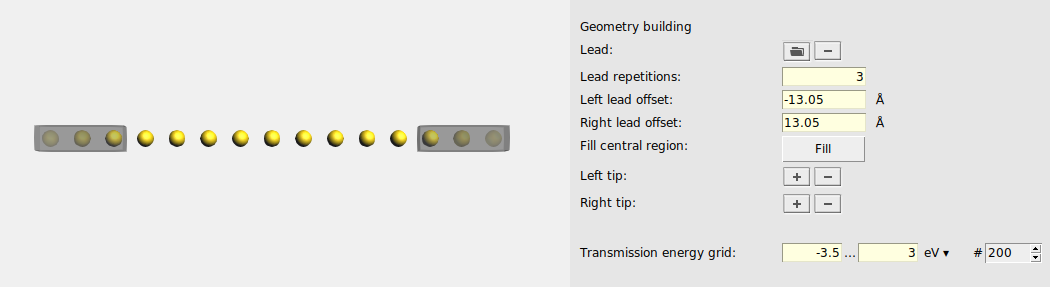 Geometry building
Lead:
Lead repetitions: 3
Left lead offset: -13.05 Å
Right lead offset: 13.05 Å
Fill central region: Fill
Left tip: + −
Right tip: + −
Transmission energy grid: -3.5 ... 3 eV ▾ # 200